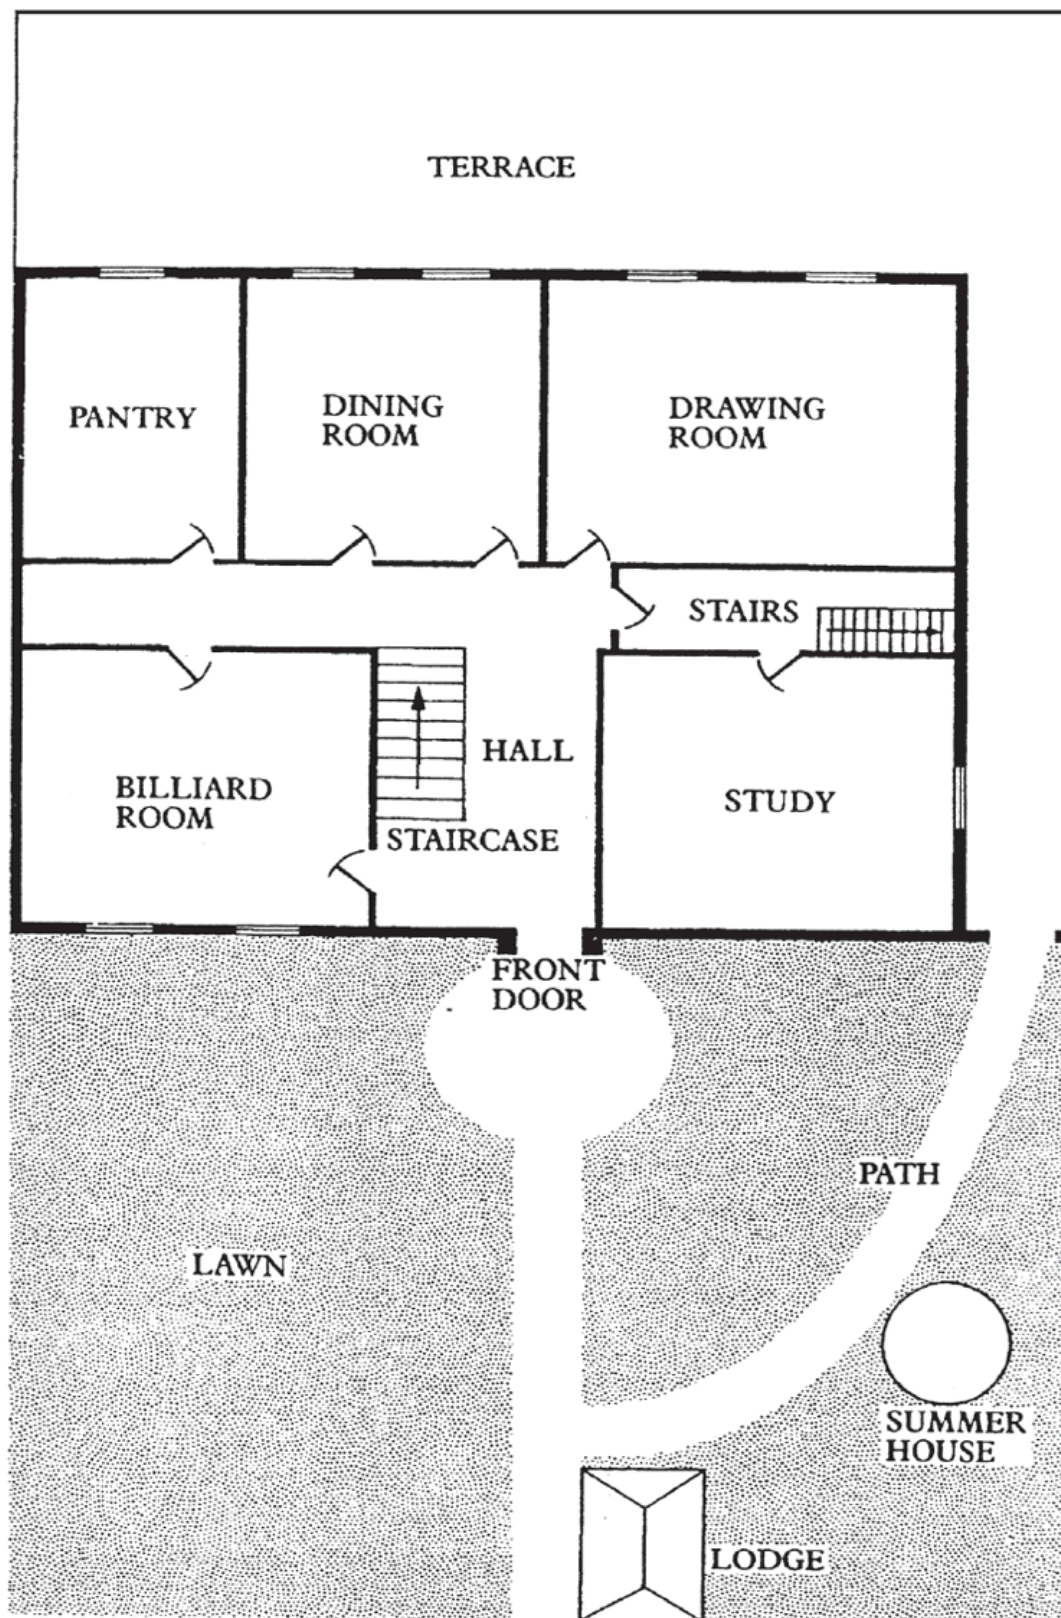 TERRACE
PANTRY
DINING
ROOM
DRAWING
ROOM
STAIRS
BILLIARD
ROOM
HALL
STAIRCASE
STUDY
FRONT
DOOR
PATH
LAWN
SUMMER
HOUSE
LODGE